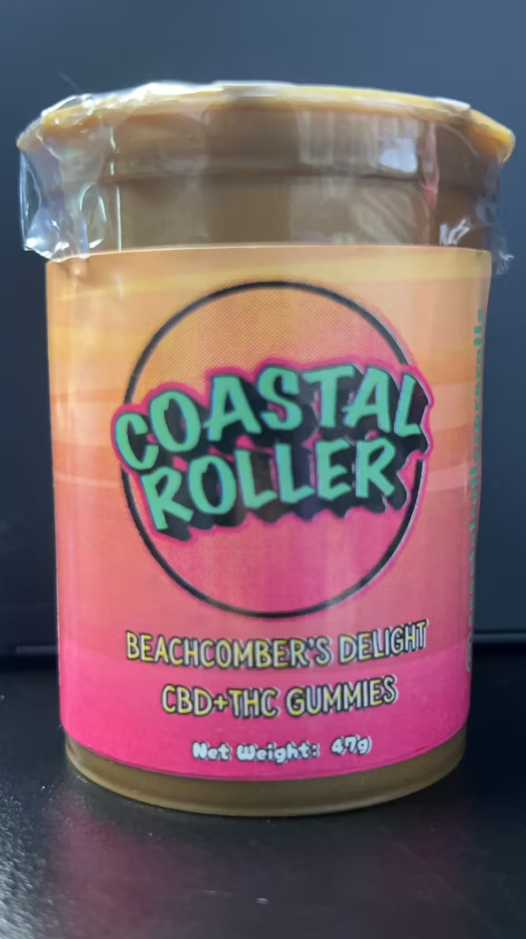 COASTAL
ROLLER
BEACHCOMBER'S DELIGHT
CBD+THC GUMMIES
Net Weight: 47g